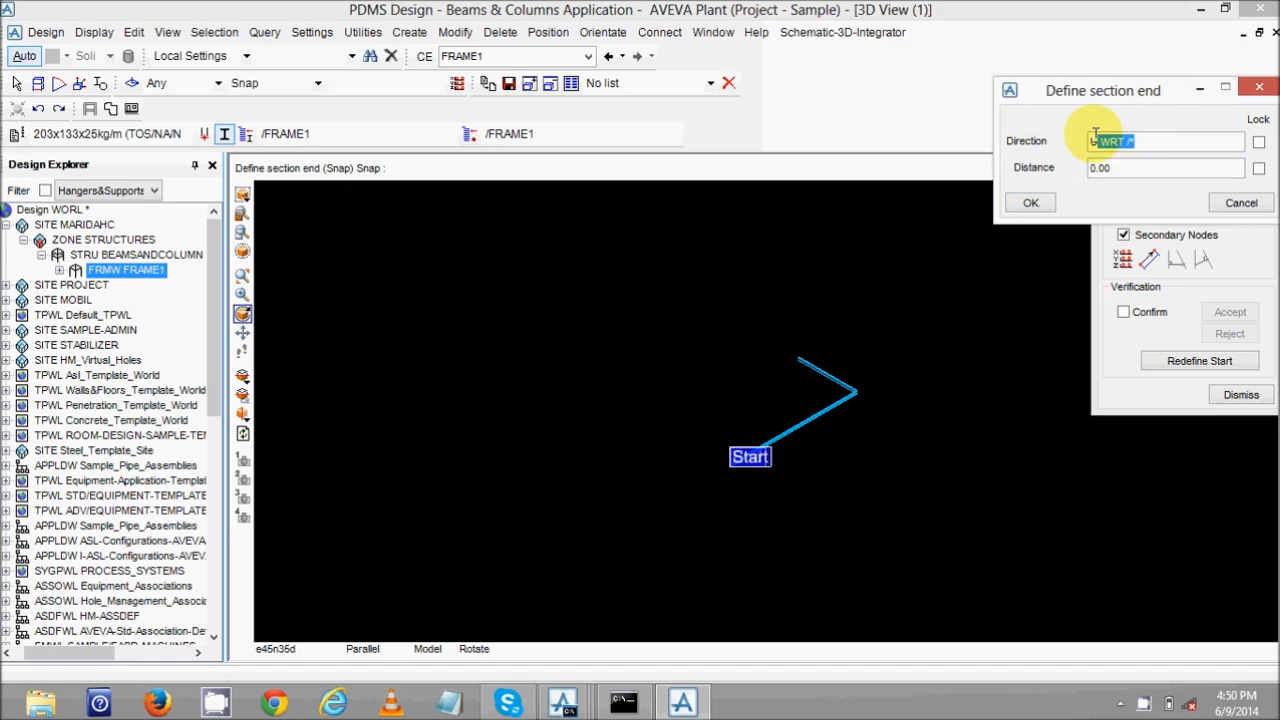 PDMS Design - Beams & Columns Application - AVEVA Plant (Project - Sample) - [3D View (1)]
Design Display Edit View Selection Query Settings Utilities Create Modify Delete Position Orientate Connect Window Help Schematic-3D-Integrator
Auto Soli Local Settings CE FRAME1
Any Snap No list
203x133x25kg/m (TOS/NA/N /FRAME1 /FRAME1
Design Explorer
Filter Hangers&Supports
Design WORL *
SITE MARIDAHC
ZONE STRUCTURES
STRU BEAMSANDCOLUMN
FRMW FRAME1
SITE PROJECT
SITE MOBIL
TPWL Default_TPWL
SITE SAMPLE-ADMIN
SITE STABILIZER
SITE HM_Virtual_Holes
TPWL Asl_Template_World
TPWL Walls&Floors_Template_World
TPWL Penetration_Template_World
TPWL Concrete_Template_World
TPWL ROOM-DESIGN-SAMPLE-TEM
SITE Steel_Template_Site
APPLDW Sample_Pipe_Assemblies
TPWL Equipment-Application-Template
TPWL STD/EQUIPMENT-TEMPLATE
TPWL ADV/EQUIPMENT-TEMPLATE
APPLDW Sample_Pipe_Assemblies
APPLDW ASL-Configurations-AVEVA
APPLDW I-ASL-Configurations-AVEV
SYGPWL PROCESS_SYSTEMS
ASSOWL Equipment_Associations
ASSOWL Hole_Management_Associa
ASDFWL HM-ASSDEF
ASDFWL AVEVA-Std-Association-De
Define section end (Snap) Snap :
Start
e45n35d Parallel Model Rotate
Define section end
Lock
Direction WRT /*
Distance 0.00
OK Cancel
Secondary Nodes
Verification
Confirm Accept
Reject
Redefine Start
Dismiss
4:50 PM
6/9/2014